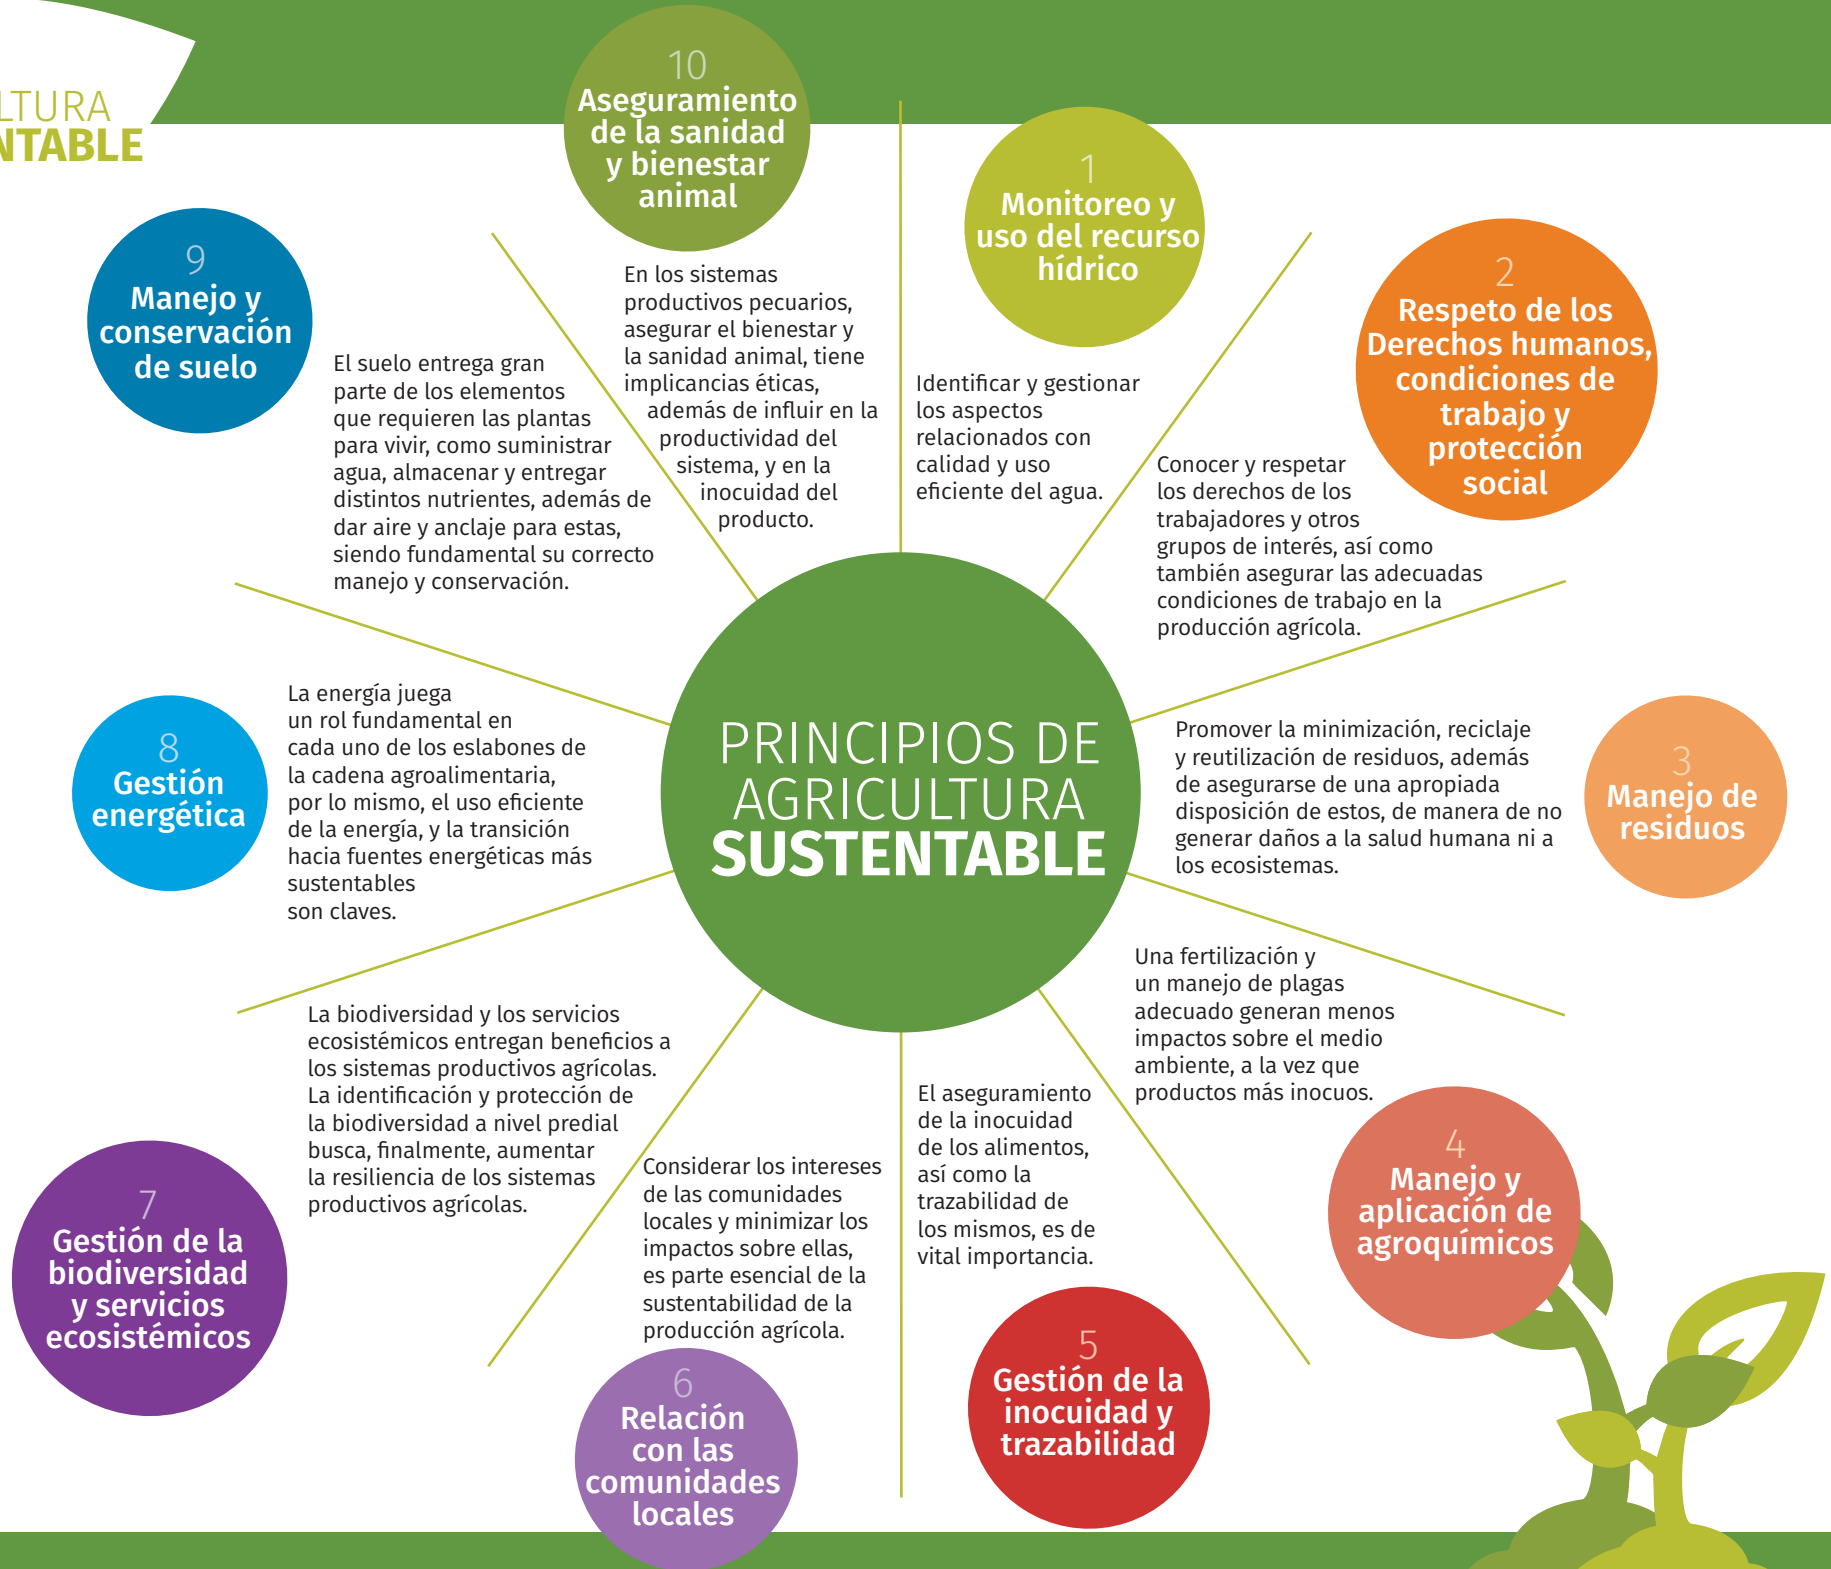 LTURA
NTABLE
PRINCIPIOS DE
AGRICULTURA
SUSTENTABLE
1
Monitoreo y
uso del recurso
hídrico
Identificar y gestionar
los aspectos
relacionados con
calidad y uso
eficiente del agua.
2
Respeto de los
Derechos humanos,
condiciones de
trabajo y
protección
social
Conocer y respetar
los derechos de los
trabajadores y otros
grupos de interés, así como
también asegurar las adecuadas
condiciones de trabajo en la
producción agrícola.
3
Manejo de
residuos
Promover la minimización, reciclaje
y reutilización de residuos, además
de asegurarse de una apropiada
disposición de estos, de manera de no
generar daños a la salud humana ni a
los ecosistemas.
4
Manejo y
aplicación de
agroquímicos
Una fertilización y
un manejo de plagas
adecuado generan menos
impactos sobre el medio
ambiente, a la vez que
productos más inocuos.
5
Gestión de la
inocuidad y
trazabilidad
El aseguramiento
de la inocuidad
de los alimentos,
así como la
trazabilidad de
los mismos, es de
vital importancia.
6
Relación
con las
comunidades
locales
Considerar los intereses
de las comunidades
locales y minimizar los
impactos sobre ellas,
es parte esencial de la
sustentabilidad de la
producción agrícola.
7
Gestión de la
biodiversidad
y servicios
ecosistémicos
La biodiversidad y los servicios
ecosistémicos entregan beneficios a
los sistemas productivos agrícolas.
La identificación y protección de
la biodiversidad a nivel predial
busca, finalmente, aumentar
la resiliencia de los sistemas
productivos agrícolas.
8
Gestión
energética
La energía juega
un rol fundamental en
cada uno de los eslabones de
la cadena agroalimentaria,
por lo mismo, el uso eficiente
de la energía, y la transición
hacia fuentes energéticas más
sustentables
son claves.
9
Manejo y
conservación
de suelo
El suelo entrega gran
parte de los elementos
que requieren las plantas
para vivir, como suministrar
agua, almacenar y entregar
distintos nutrientes, además de
dar aire y anclaje para estas,
siendo fundamental su correcto
manejo y conservación.
10
Aseguramiento
de la sanidad
y bienestar
animal
En los sistemas
productivos pecuarios,
asegurar el bienestar y
la sanidad animal, tiene
implicancias éticas,
además de influir en la
productividad del
sistema, y en la
inocuidad del
producto.